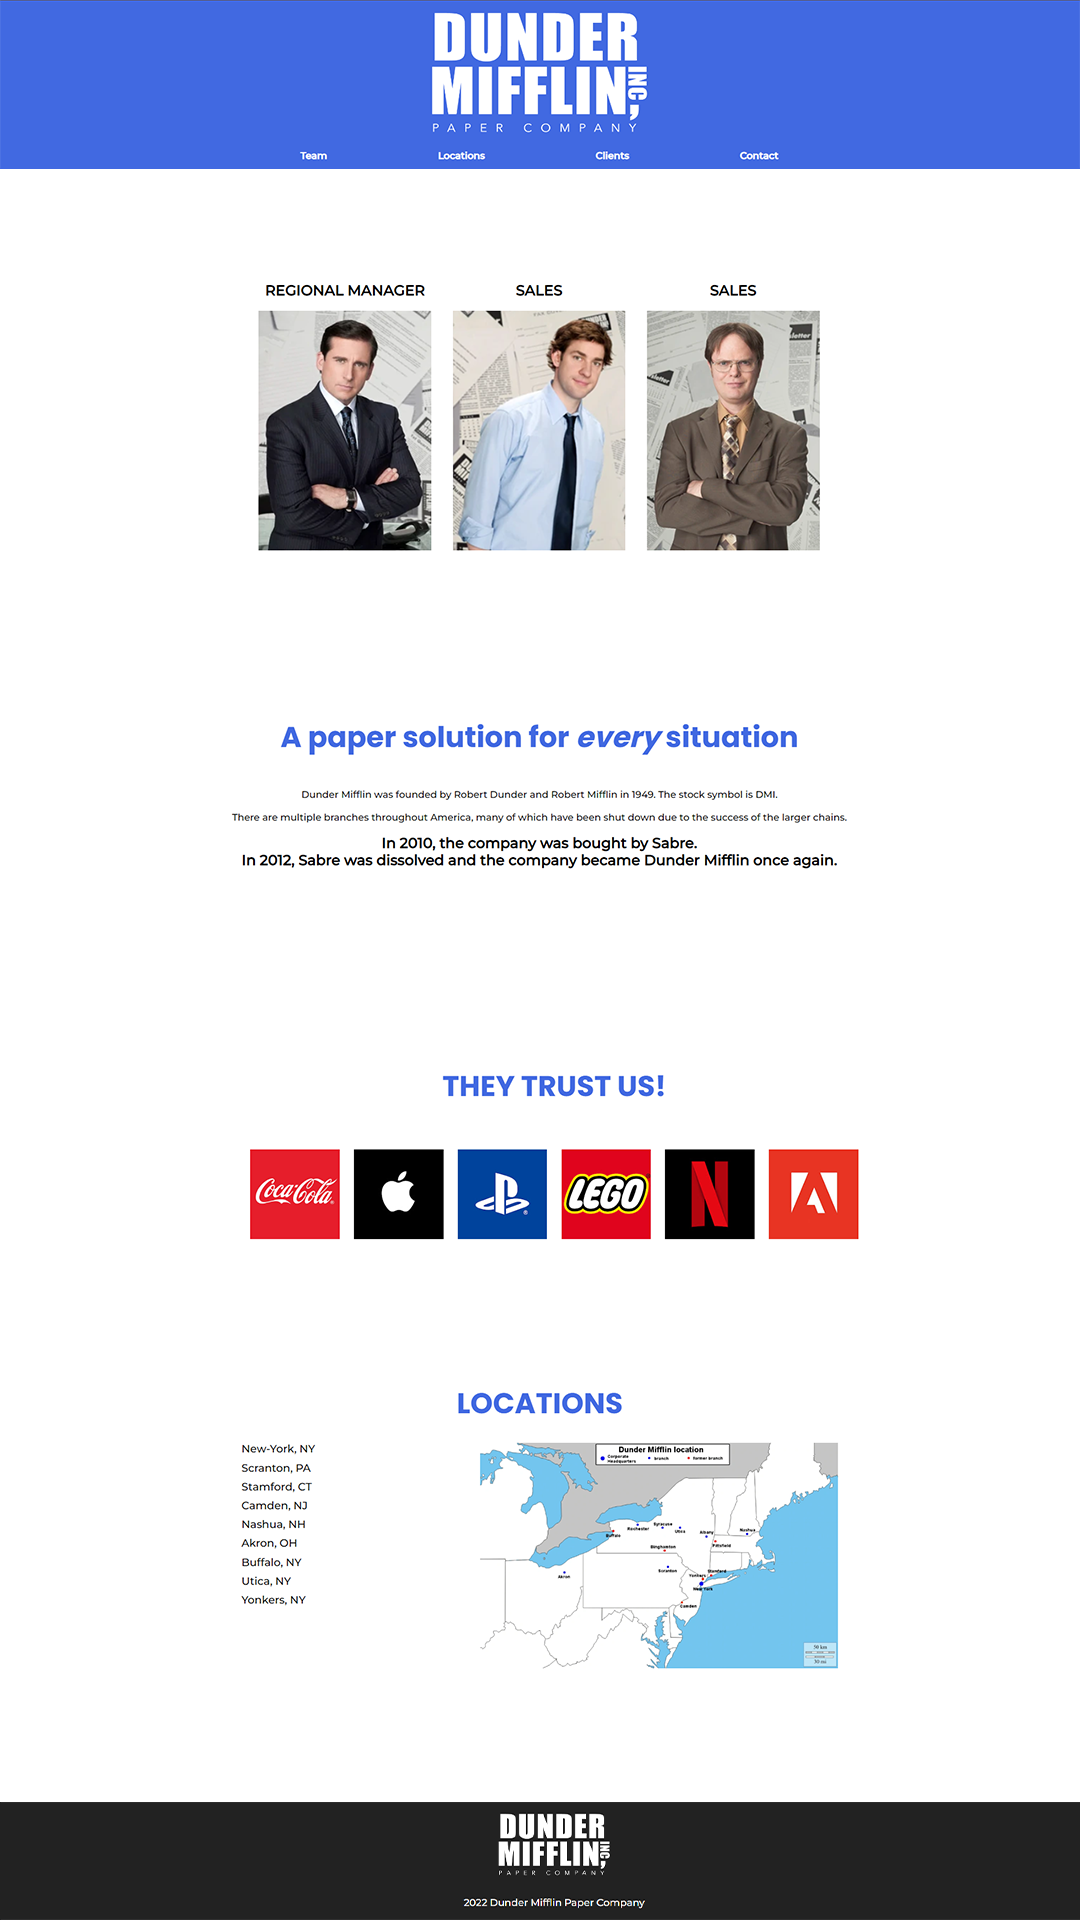 DUNDER
MIFFLIN INC,
PAPER COMPANY
Team Locations Clients Contact
REGIONAL MANAGER SALES SALES
A paper solution for every situation
Dunder Mifflin was founded by Robert Dunder and Robert Mifflin in 1949. The stock symbol is DMI.
There are multiple branches throughout America, many of which have been shut down due to the success of the larger chains.
In 2010, the company was bought by Sabre.
In 2012, Sabre was dissolved and the company became Dunder Mifflin once again.
THEY TRUST US!
Coca-Cola LEGO
LOCATIONS
New-York, NY
Scranton, PA
Stamford, CT
Camden, NJ
Nashua, NH
Akron, OH
Buffalo, NY
Utica, NY
Yonkers, NY
Dunder Mifflin location
Corporate Headquarters branch former branch
Rochester
Syracuse
Utica
Albany
Nashua
Buffalo
Pittsfield
Binghamton
Akron
Scranton
Stamford
Yonkers
New York
Camden
50 km
30 mi
DUNDER
MIFFLIN INC,
PAPER COMPANY
2022 Dunder Mifflin Paper Company